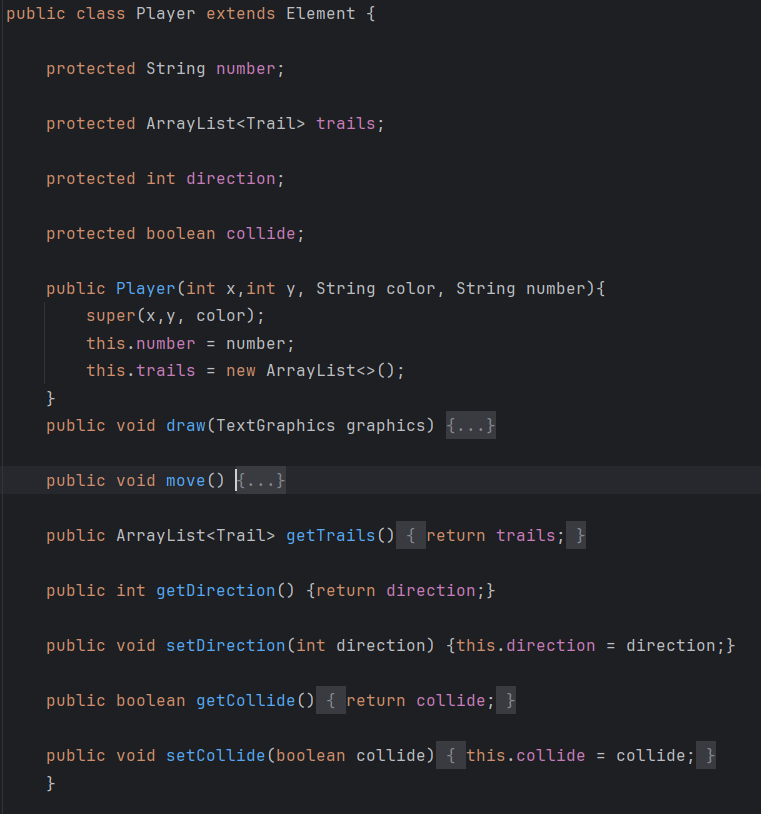 public class Player extends Element {
protected String number;
protected ArrayList<Trail> trails;
protected int direction;
protected boolean collide;
public Player(int x,int y, String color, String number){
super(x,y, color);
this.number = number;
this.trails = new ArrayList<>();
}
public void draw(TextGraphics graphics) {...}
public void move() {...}
public ArrayList<Trail> getTrails() { return trails; }
public int getDirection() {return direction;}
public void setDirection(int direction) {this.direction = direction;}
public boolean getCollide() { return collide; }
public void setCollide(boolean collide) { this.collide = collide; }
}